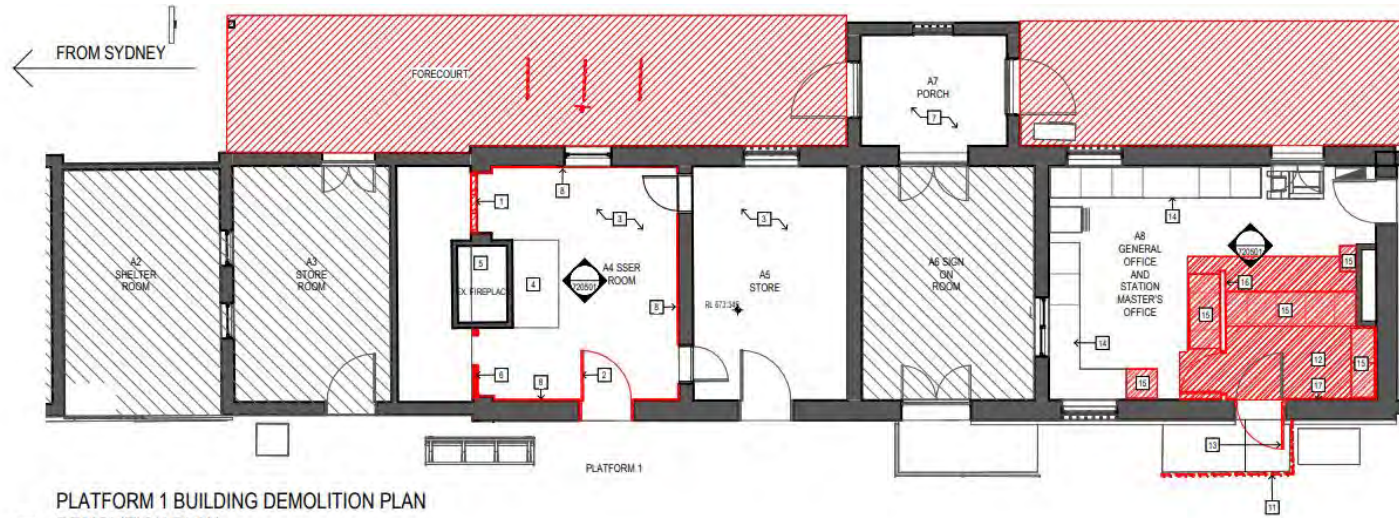 FROM SYDNEY
FORECOURT
A7
PORCH
7
A2
SHELTER
ROOM
A3
STORE
ROOM
1
8
3
5
4
EX. FIREPLACE
A4 SSER
ROOM
720501
8
6
8
2
3
A5
STORE
RL 673.345
A6 SIGN
ON
ROOM
14
A8
GENERAL
OFFICE
AND
STATION
MASTER'S
OFFICE
720501
15
16
15
15
14
12
15
15
17
13
11
PLATFORM 1
PLATFORM 1 BUILDING DEMOLITION PLAN